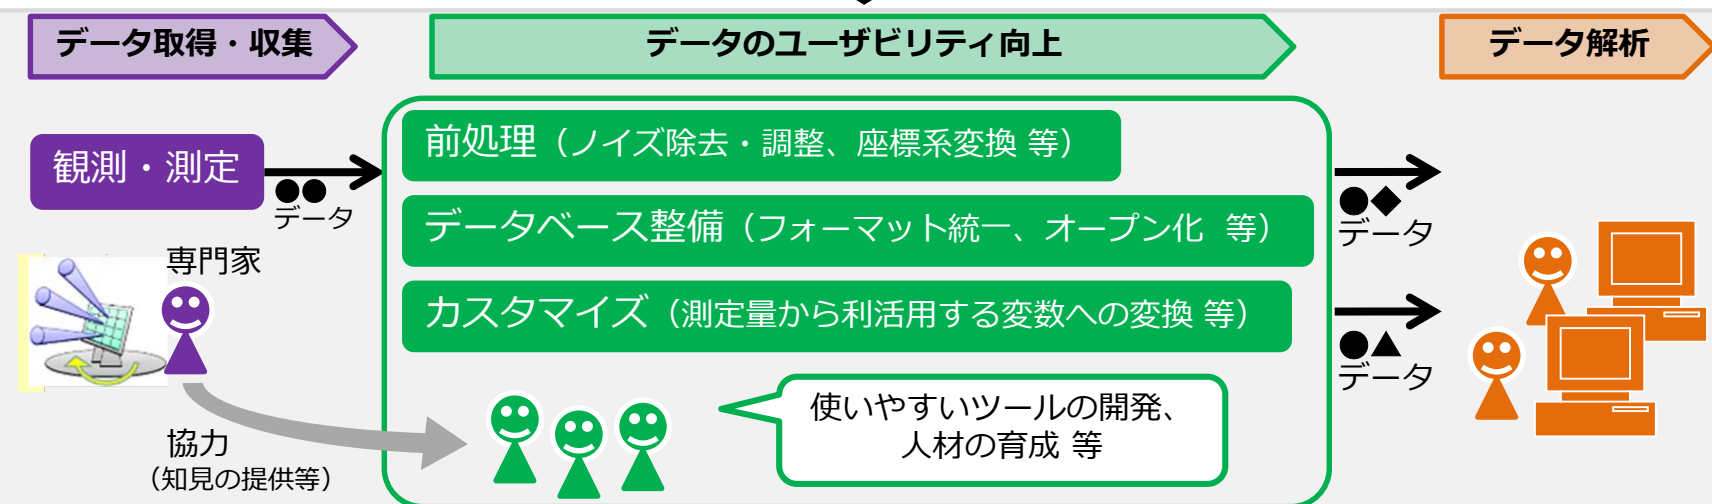 データ取得・収集
データのユーザビリティ向上
データ解析
観測・測定
●●
データ
専門家
協力
（知見の提供等）
前処理（ノイズ除去・調整、座標系変換 等）
データベース整備（フォーマット統一、オープン化 等）
カスタマイズ（測定量から利活用する変数への変換 等）
使いやすいツールの開発、
人材の育成 等
●◆
データ
●▲
データ